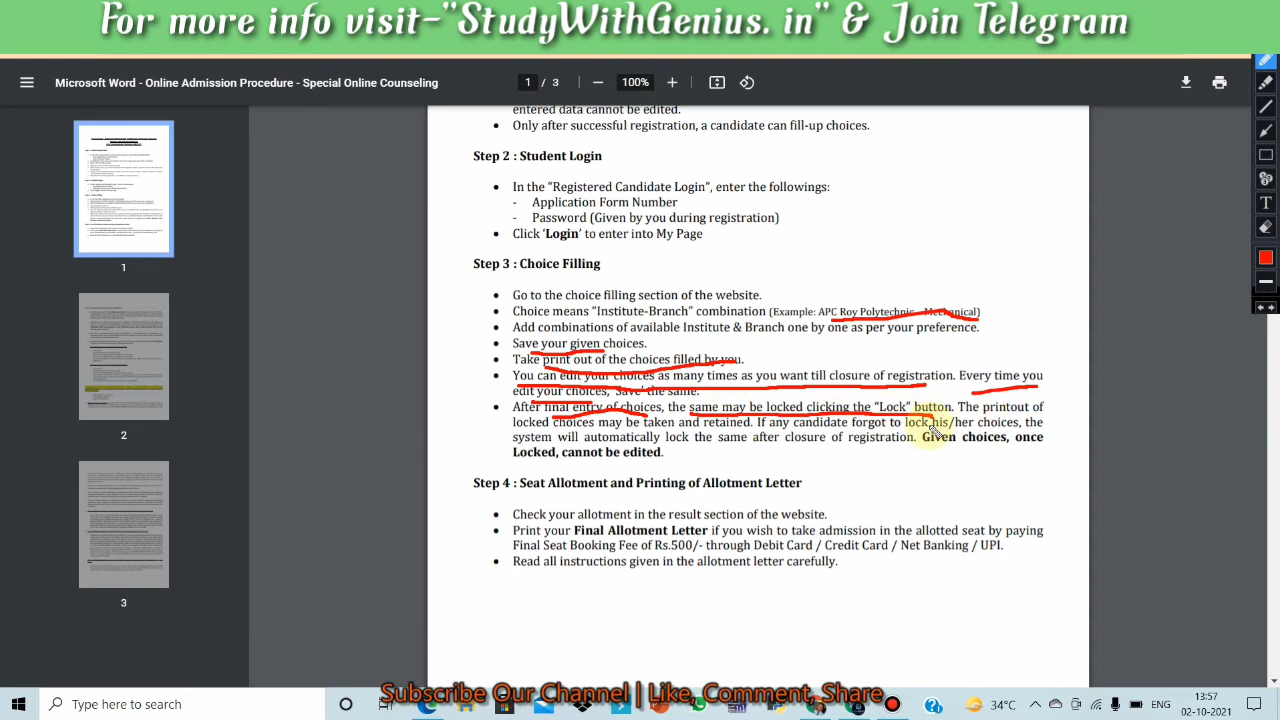 For more info visit-"StudyWithGenius. in" & Join Telegram
Microsoft Word - Online Admission Procedure - Special Online Counseling
1 / 3
100%
entered data cannot be edited.
• Only after successful registration, a candidate can fill-up choices.
Step 2 : Student Login
• In the “Registered Candidate Login”, enter the followings:
- Application Form Number
- Password (Given by you during registration)
• Click ‘Login’ to enter into My Page
Step 3 : Choice Filling
• Go to the choice filling section of the website.
• Choice means “Institute-Branch” combination (Example: APC Roy Polytechnic - Mechanical)
• Add combinations of available Institute & Branch one by one as per your preference.
• Save your given choices.
• Take print out of the choices filled by you.
• You can edit your choices as many times as you want till closure of registration. Every time you
edit your choices, ‘Save’ the same.
• After final entry of choices, the same may be locked clicking the “Lock” button. The printout of
locked choices may be taken and retained. If any candidate forgot to lock his/her choices, the
system will automatically lock the same after closure of registration. Given choices, once
Locked, cannot be edited.
Step 4 : Seat Allotment and Printing of Allotment Letter
• Check your allotment in the result section of the website.
• Print your Final Allotment Letter if you wish to take admission in the allotted seat by paying
Final Seat Booking Fee of Rs.500/- through Debit Card / Credit Card / Net Banking / UPI.
• Read all instructions given in the allotment letter carefully.
1
2
3
Subscribe Our Channel | Like, Comment, Share
Type here to search
34°C
ENG
13:57
02-10-2021